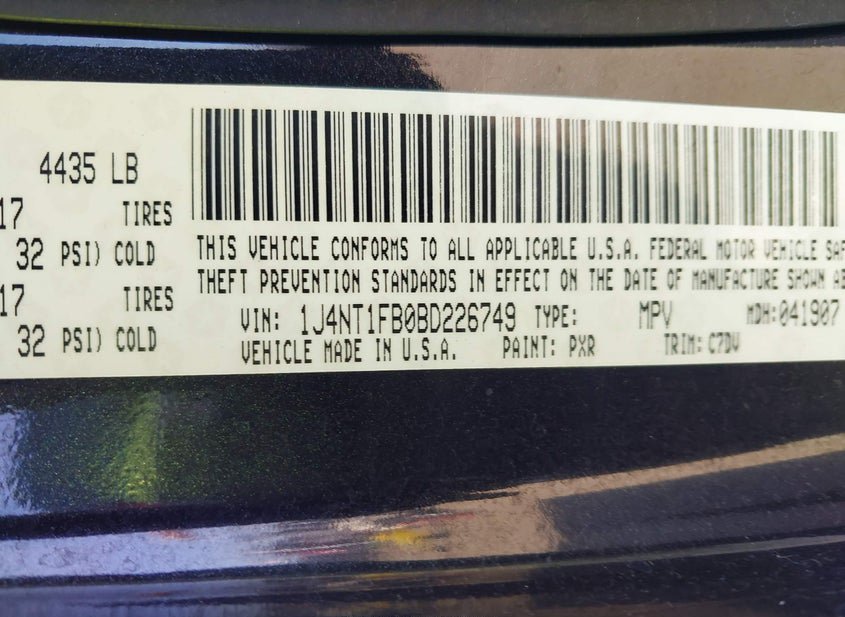 4435 LB
17 TIRES
32 PSI) COLD
17 TIRES
32 PSI) COLD
THIS VEHICLE CONFORMS TO ALL APPLICABLE U.S.A. FEDERAL MOTOR VEHICLE SAF
THEFT PREVENTION STANDARDS IN EFFECT ON THE DATE OF MANUFACTURE SHOWN AB
VIN: 1J4NT1FB0BD226749 TYPE: MPV MDH:041907
VEHICLE MADE IN U.S.A. PAINT: PXR TRIM: C7DV